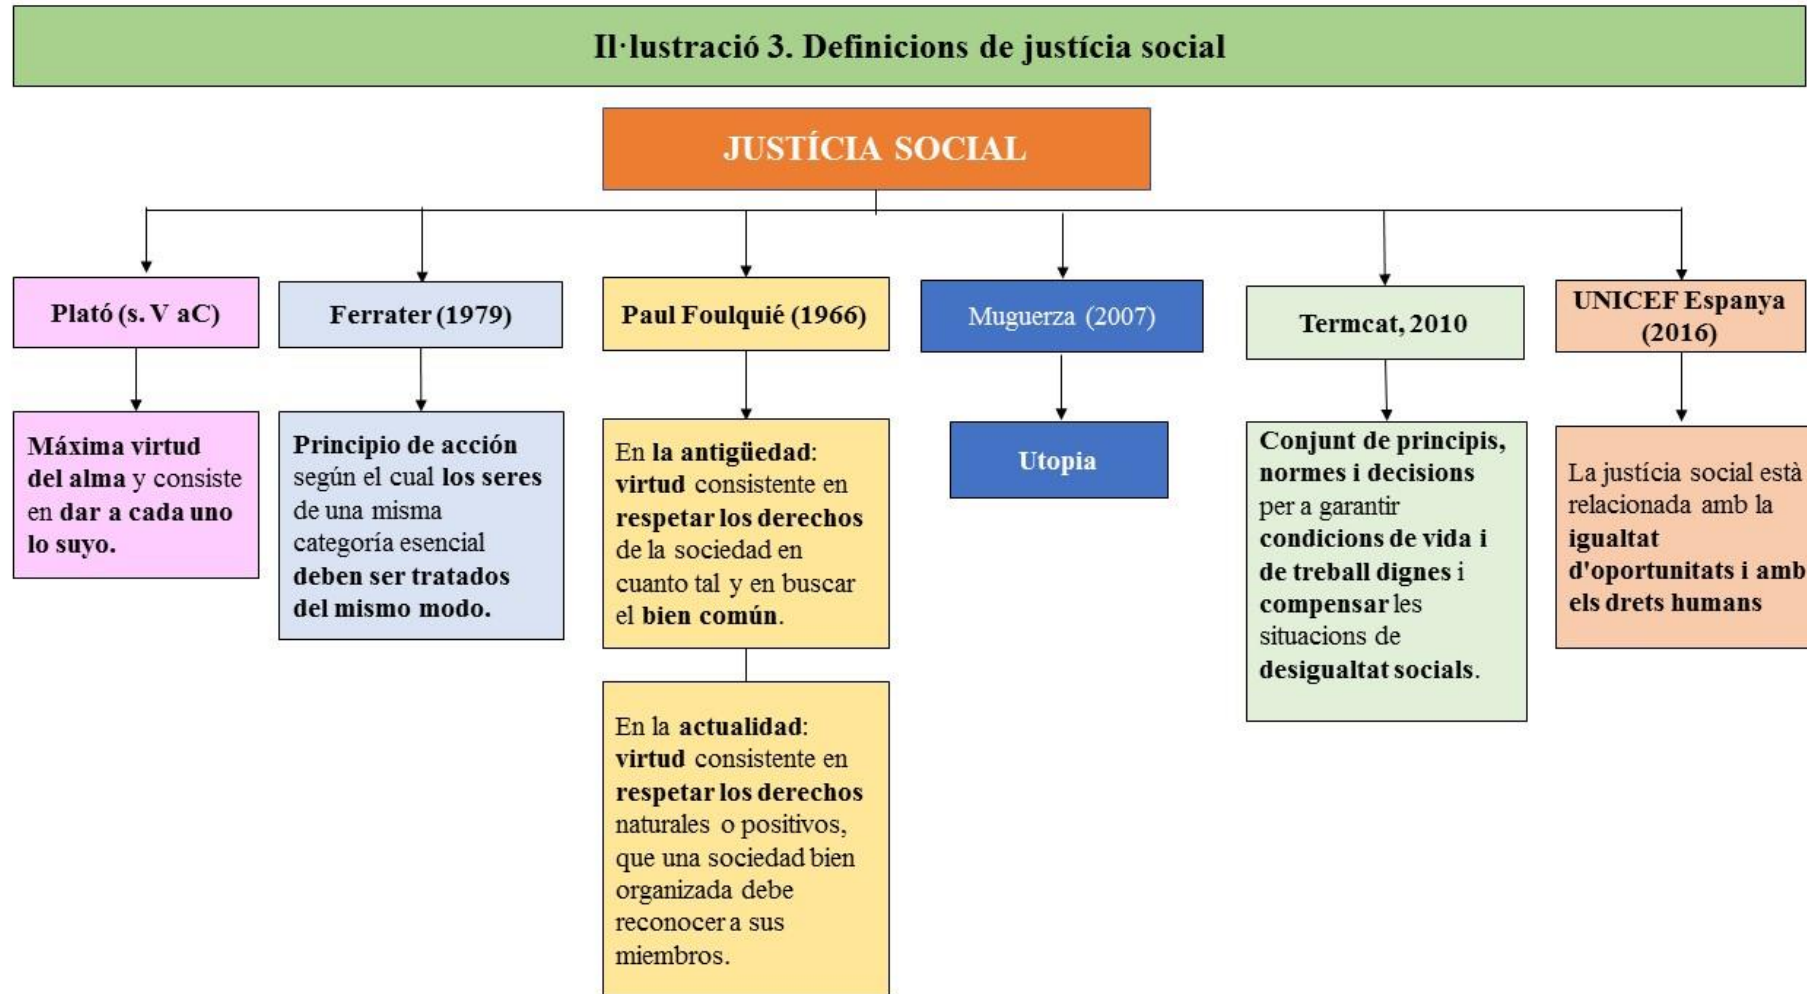 Il·lustració 3. Definicions de justícia social
JUSTÍCIA SOCIAL
Plató (s. V aC)
Máxima virtud
del alma y consiste
en dar a cada uno
lo suyo.
Ferrater (1979)
Principio de acción
según el cual los seres
de una misma
categoría esencial
deben ser tratados
del mismo modo.
Paul Foulquié (1966)
En la antigüedad:
virtud consistente en
respetar los derechos
de la sociedad en
cuanto tal y en buscar
el bien común.
En la actualidad:
virtud consistente en
respetar los derechos
naturales o positivos,
que una sociedad bien
organizada debe
reconocer a sus
miembros.
Muguerza (2007)
Utopia
Termcat, 2010
Conjunt de principis,
normes i decisions
per a garantir
condicions de vida i
de treball dignes i
compensar les
situacions de
desigualtat socials.
UNICEF Espanya
(2016)
La justícia social està
relacionada amb la
igualtat
d'oportunitats i amb
els drets humans